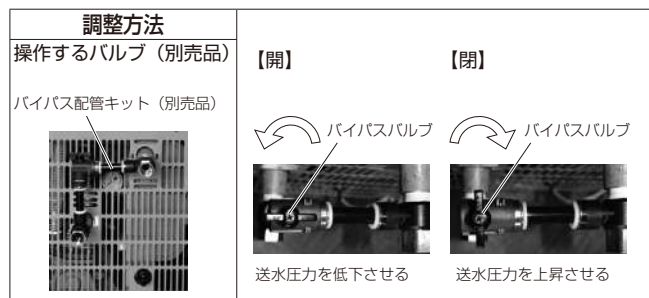 調整方法
操作するバルブ（別売品）
バイパス配管キット（別売品）
【開】
バイパスバルブ
送水圧力を低下させる
【閉】
バイパスバルブ
送水圧力を上昇させる